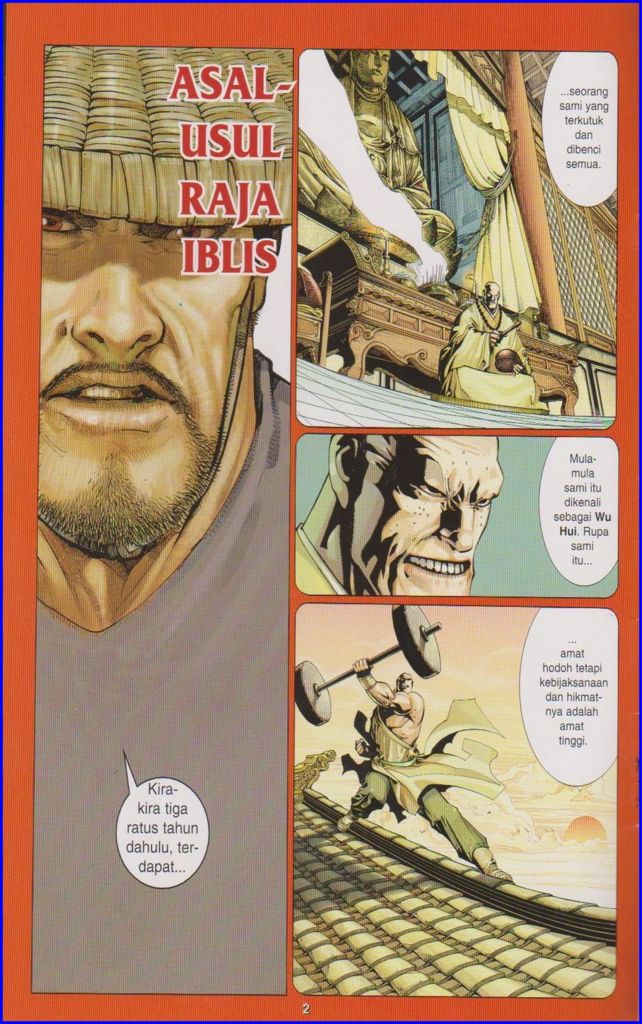 ASAL-
USUL
RAJA
IBLIS
Kira-
kira tiga
ratus tahun
dahulu, ter-
dapat...
...seorang
sami yang
terkutuk
dan
dibenci
semua.
Mula-
mula
sami itu
dikenali
sebagai Wu
Hui. Rupa
sami
itu...
...
amat
hodoh tetapi
kebijaksanaan
dan hikmat-
nya adalah
amat
tinggi.
2